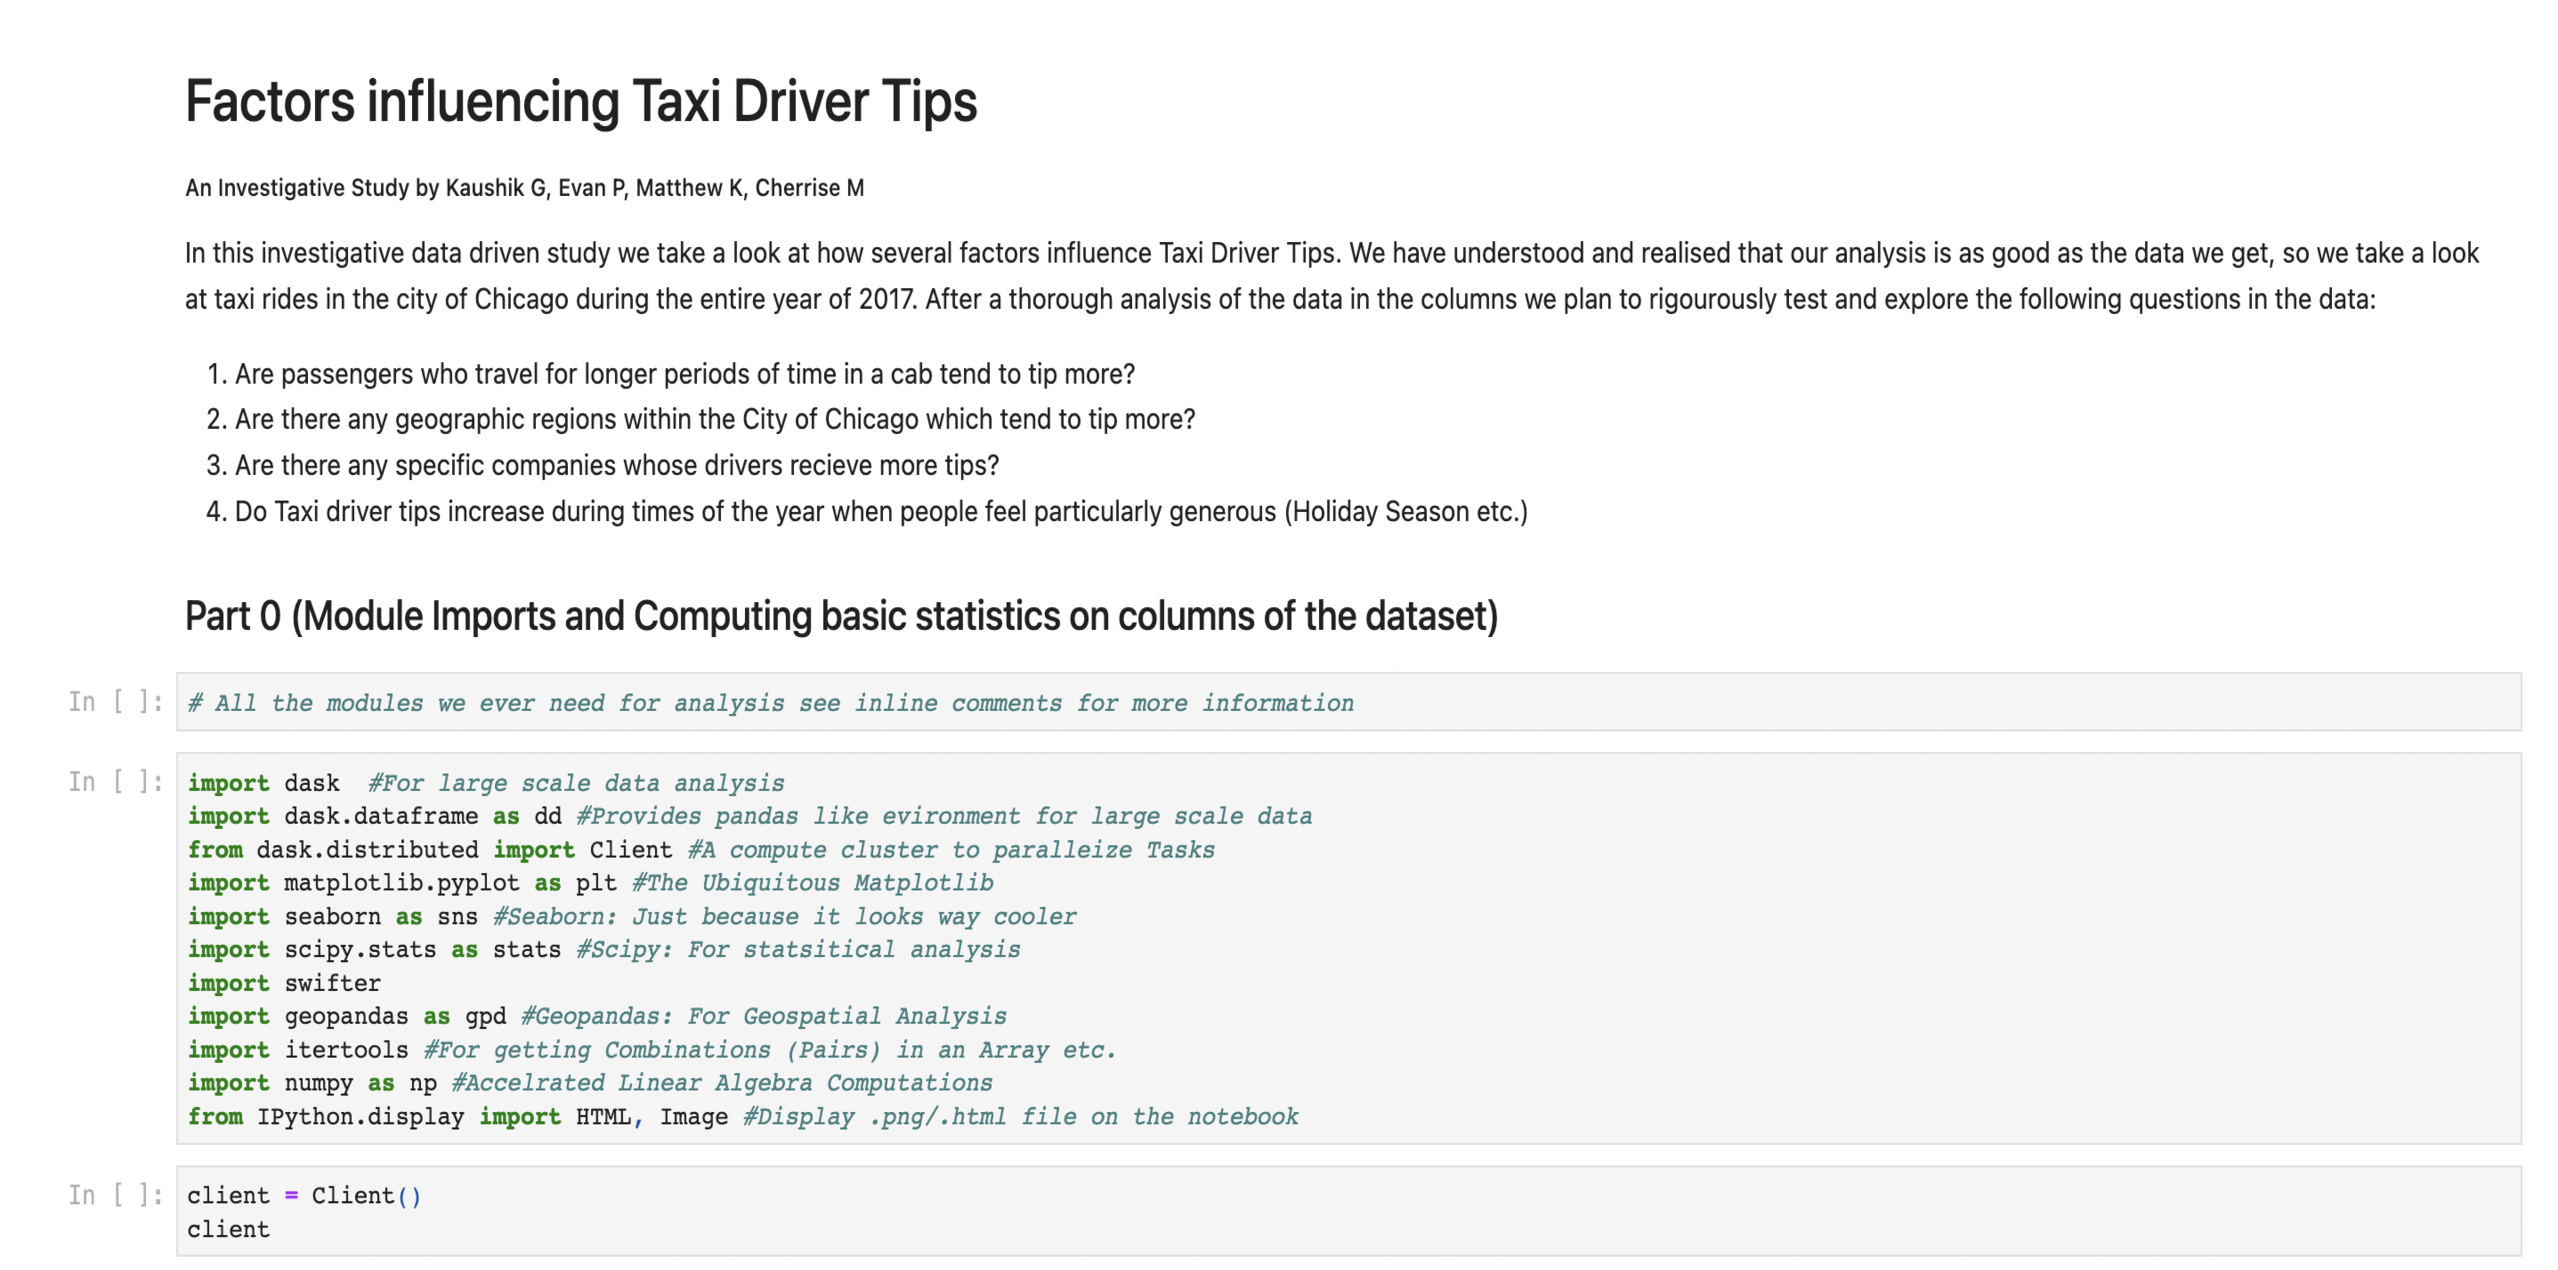 Factors influencing Taxi Driver Tips
An Investigative Study by Kaushik G, Evan P, Matthew K, Cherrise M
In this investigative data driven study we take a look at how several factors influence Taxi Driver Tips. We have understood and realised that our analysis is as good as the data we get, so we take a look
at taxi rides in the city of Chicago during the entire year of 2017. After a thorough analysis of the data in the columns we plan to rigourously test and explore the following questions in the data:
1. Are passengers who travel for longer periods of time in a cab tend to tip more?
2. Are there any geographic regions within the City of Chicago which tend to tip more?
3. Are there any specific companies whose drivers recieve more tips?
4. Do Taxi driver tips increase during times of the year when people feel particularly generous (Holiday Season etc.)
Part 0 (Module Imports and Computing basic statistics on columns of the dataset)
In [ ]: # All the modules we ever need for analysis see inline comments for more information
In [ ]: import dask  #For large scale data analysis
import dask.dataframe as dd #Provides pandas like evironment for large scale data
from dask.distributed import Client #A compute cluster to paralleize Tasks
import matplotlib.pyplot as plt #The Ubiquitous Matplotlib
import seaborn as sns #Seaborn: Just because it looks way cooler
import scipy.stats as stats #Scipy: For statsitical analysis
import swifter
import geopandas as gpd #Geopandas: For Geospatial Analysis
import itertools #For getting Combinations (Pairs) in an Array etc.
import numpy as np #Accelrated Linear Algebra Computations
from IPython.display import HTML, Image #Display .png/.html file on the notebook
In [ ]: client = Client()
client